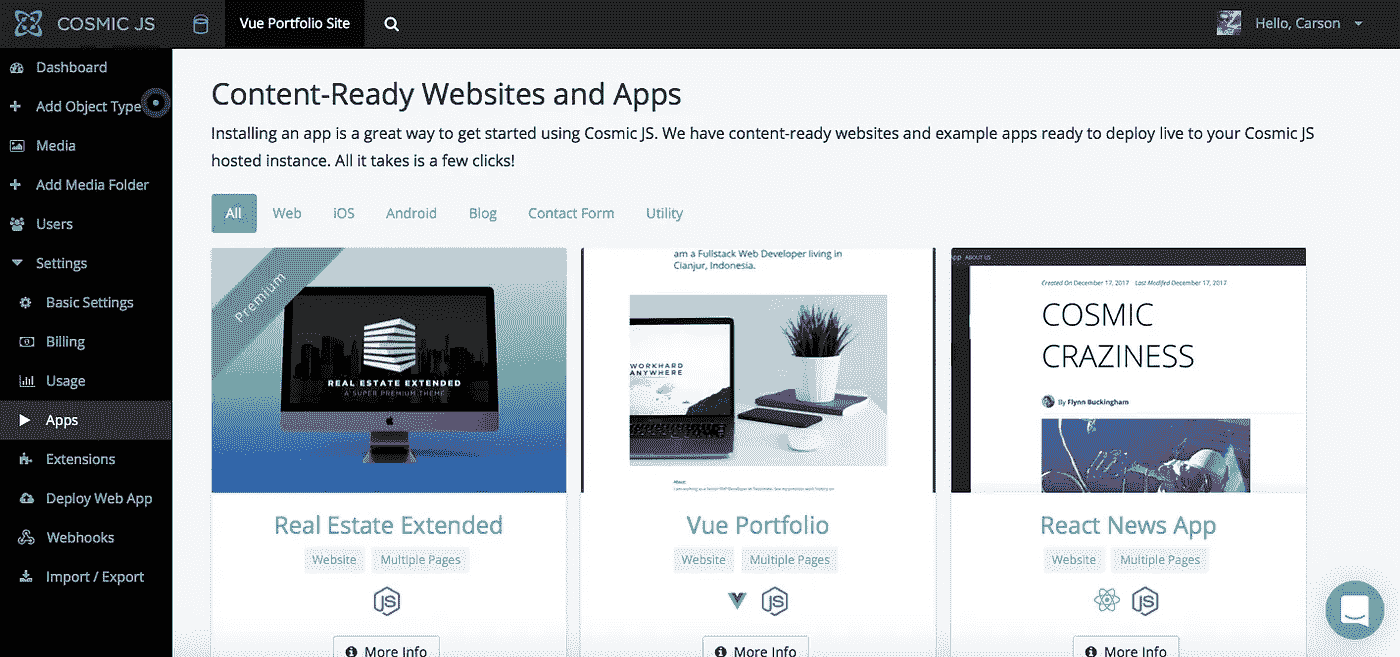 COSMIC JS
Vue Portfolio Site
Hello, Carson
Dashboard
Add Object Type
Media
Add Media Folder
Users
Settings
Basic Settings
Billing
Usage
Apps
Extensions
Deploy Web App
Webhooks
Import / Export
Content-Ready Websites and Apps
Installing an app is a great way to get started using Cosmic JS. We have content-ready websites and example apps ready to deploy live to your Cosmic JS
hosted instance. All it takes is a few clicks!
All Web iOS Android Blog Contact Form Utility
Premium
REAL ESTATE EXTENDED
A SUPER PREMIUM THEME
Real Estate Extended
Website Multiple Pages
JS
More Info
am a Fullstack Web Developer living in
Cianjur, Indonesia.
WORKHARD
ANYWHERE
Vue Portfolio
Website Multiple Pages
JS
More Info
App ABOUT US
Created On December 17, 2017 Last Modified December 17, 2017
COSMIC
CRAZINESS
By Flynn Buckingham
React News App
Website Multiple Pages
JS
More Info